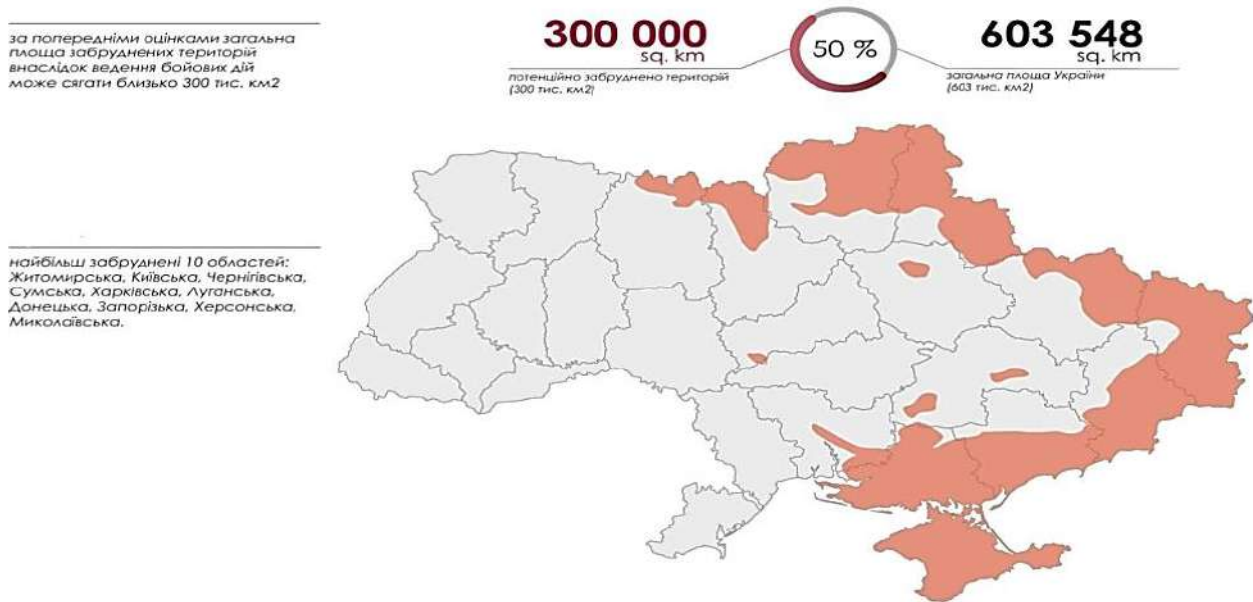 за попередніми оцінками загальна
площа забруднених територій
внаслідок ведення бойових дій
може сягати близько 300 тис. км2
300 000
sq. km
потенційно забруднено територій
(300 тис. км2)
50 %
603 548
sq. km
загальна площа України
(603 тис. км2)
найбільш забруднені 10 областей:
Житомирська, Київська, Чернігівська,
Сумська, Харківська, Луганська,
Донецька, Запорізька, Херсонська,
Миколаївська.